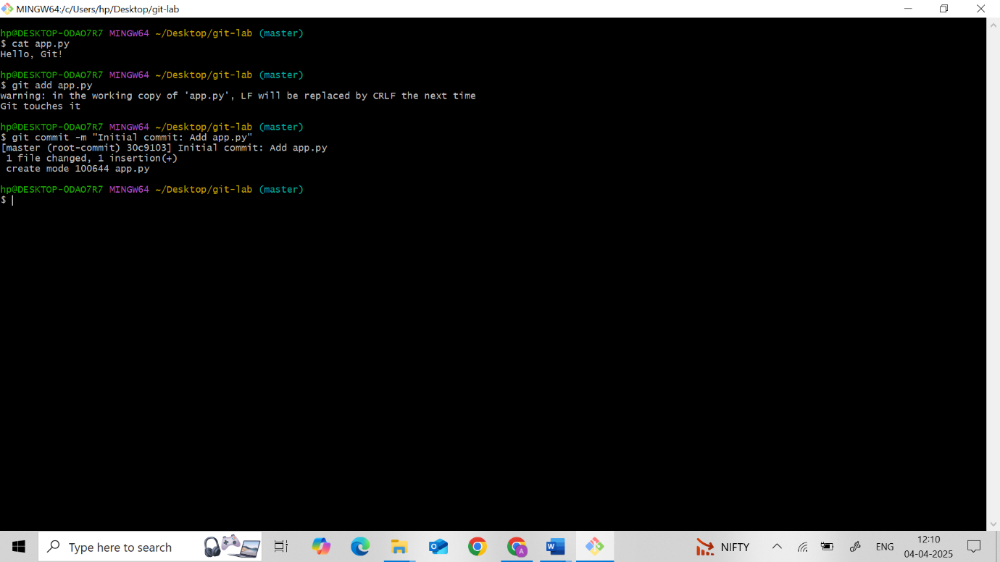 MINGW64:/c/Users/hp/Desktop/git-lab
hp@DESKTOP-ODAO7R7 MINGW64 ~/Desktop/git-lab (master)
$ cat app.py
Hello, Git!
hp@DESKTOP-ODAO7R7 MINGW64 ~/Desktop/git-lab (master)
$ git add app.py
warning: in the working copy of 'app.py', LF will be replaced by CRLF the next time
Git touches it
hp@DESKTOP-ODAO7R7 MINGW64 ~/Desktop/git-lab (master)
$ git commit -m "Initial commit: Add app.py"
[master (root-commit) 30c9103] Initial commit: Add app.py
 1 file changed, 1 insertion(+)
 create mode 100644 app.py
hp@DESKTOP-ODAO7R7 MINGW64 ~/Desktop/git-lab (master)
$
Type here to search
NIFTY
ENG
12:10
04-04-2025